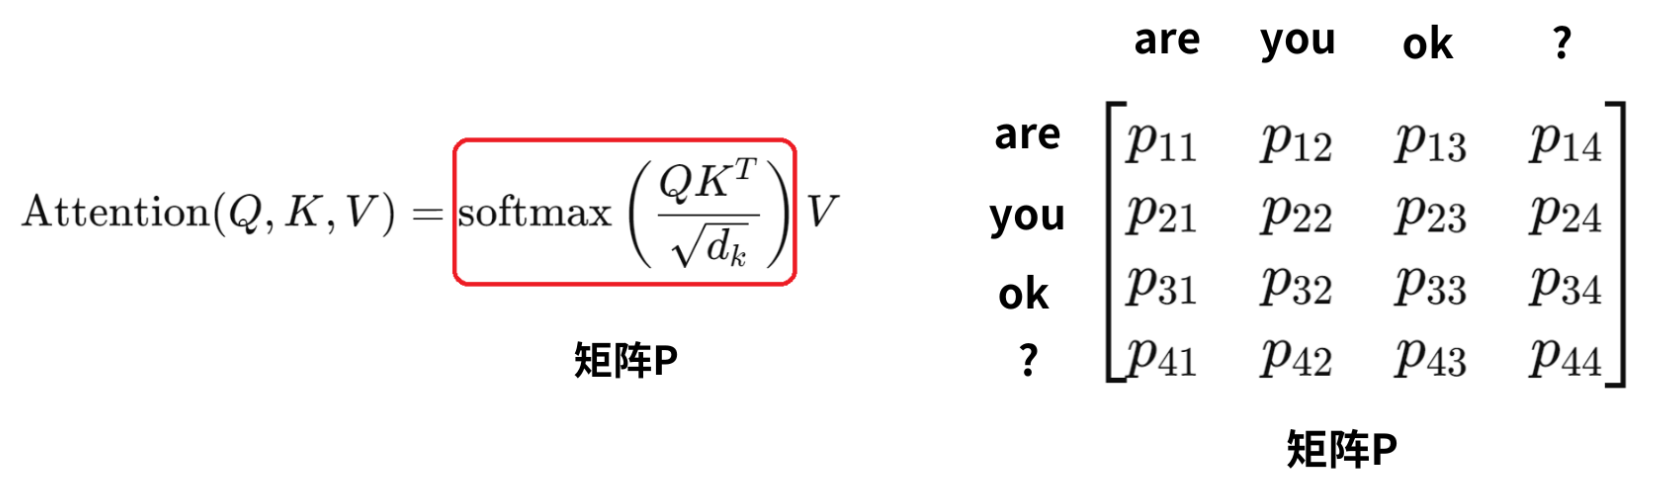 Attention(Q, K, V) = softmax(QK^T / √d_k) V
矩阵P
are you ok ?
are p11 p12 p13 p14
you p21 p22 p23 p24
ok p31 p32 p33 p34
? p41 p42 p43 p44
矩阵P